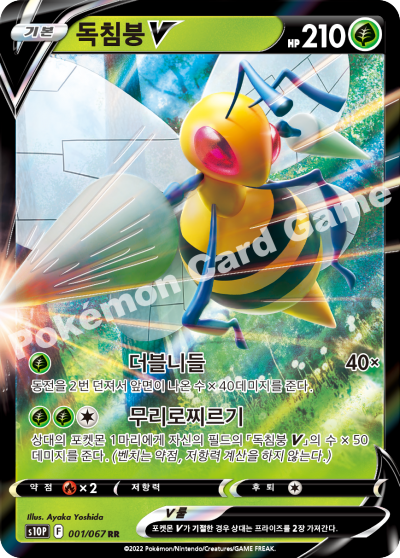 기본 독침붕 V HP 210
Pokémon Card Game
더블니들 40×
동전을 2번 던져서 앞면이 나온 수 × 40데미지를 준다.
무리로찌르기
상대의 포켓몬 1마리에게 자신의 필드의 「독침붕 V」의 수 × 50
데미지를 준다. (벤치는 약점, 저항력 계산을 하지 않는다.)
약점 ×2 저항력 후퇴
Illus. Ayaka Yoshida
V룰
s10P F 001/067 RR
포켓몬 V가 기절한 경우 상대는 프라이즈를 2장 가져간다.
©2022 Pokémon/Nintendo/Creatures/GAME FREAK.